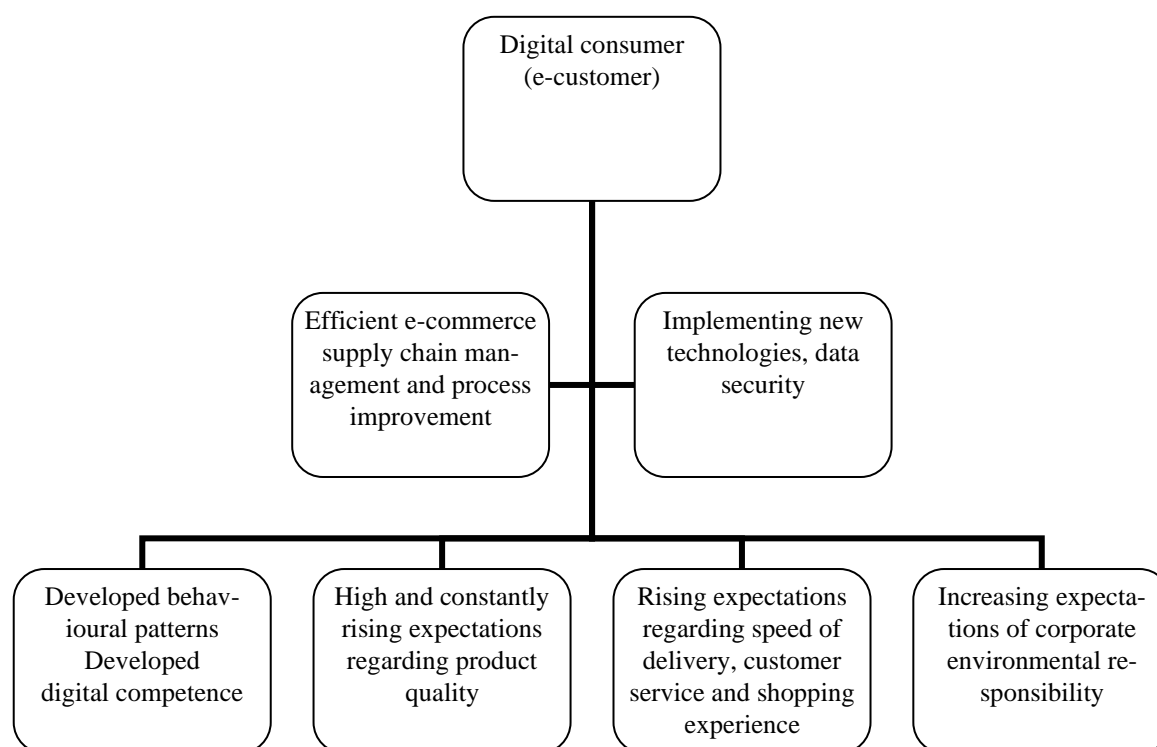 Digital consumer
(e-customer)
Efficient e-commerce
supply chain man-
agement and process
improvement
Implementing new
technologies, data
security
Developed behav-
ioural patterns
Developed
digital competence
High and constantly
rising expectations
regarding product
quality
Rising expectations
regarding speed of
delivery, customer
service and shopping
experience
Increasing expecta-
tions of corporate
environmental re-
sponsibility